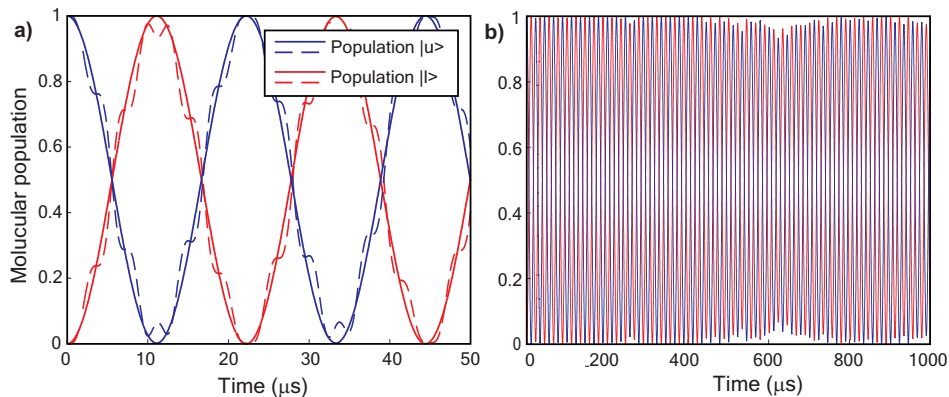 a)
Population |u>
Population |l>
Molucular population
1
0.8
0.6
0.4
0.2
0
0 10 20 30 40 50
Time (μs)
b)
1
0.8
0.6
0.4
0.2
0
0 200 400 600 800 1000
Time (μs)